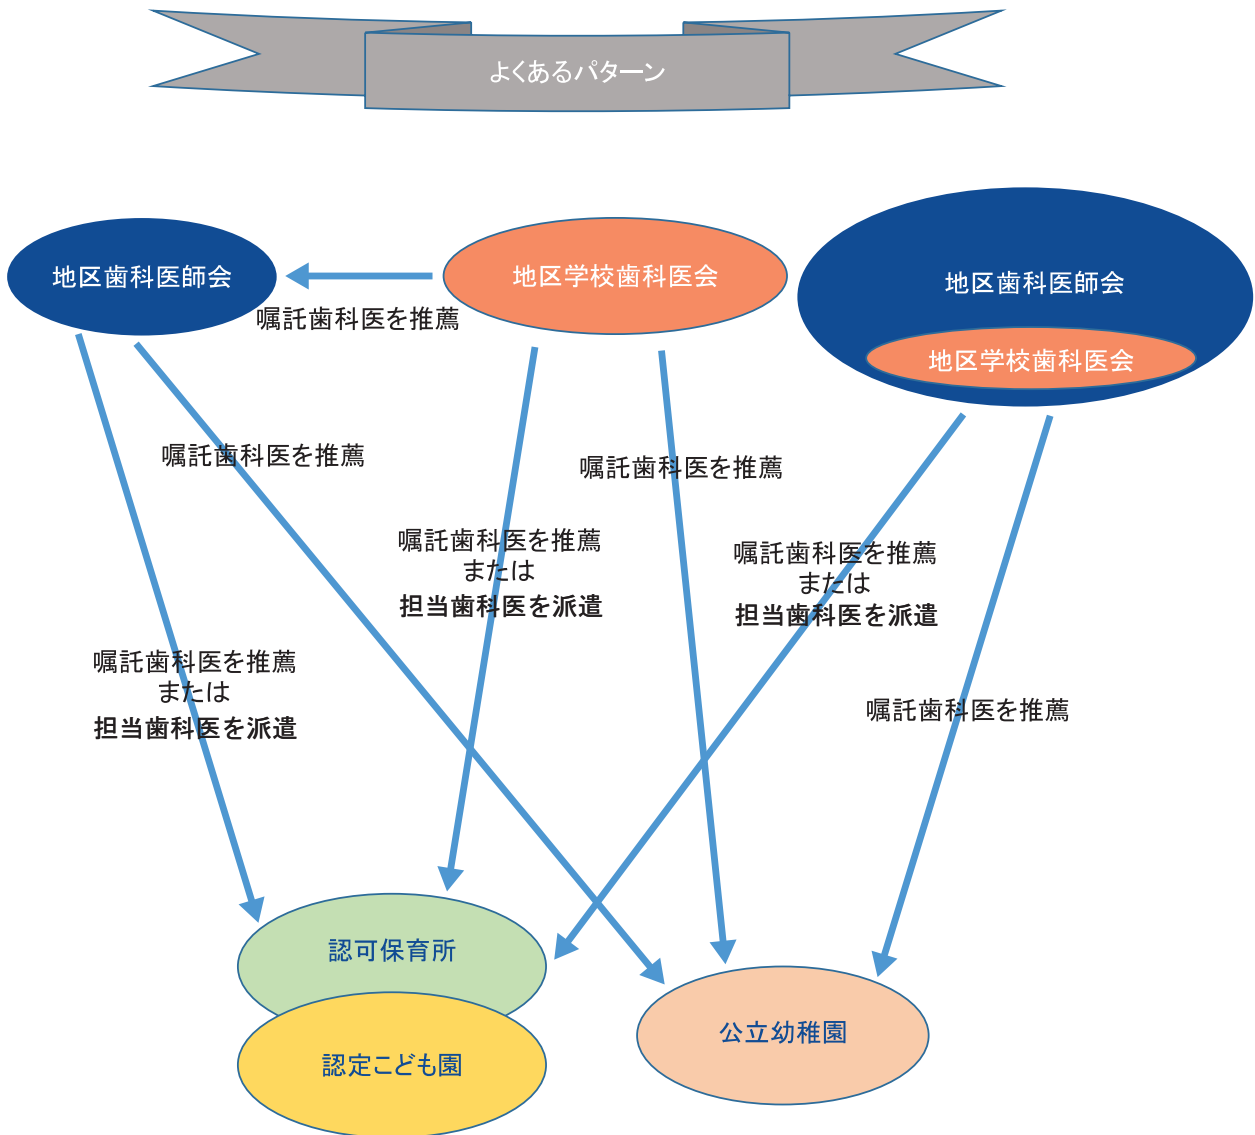 よくあるパターン
地区歯科医師会
地区学校歯科医会
地区歯科医師会
地区学校歯科医会
嘱託歯科医を推薦
嘱託歯科医を推薦
嘱託歯科医を推薦
嘱託歯科医を推薦
または
担当歯科医を派遣
嘱託歯科医を推薦
または
担当歯科医を派遣
嘱託歯科医を推薦
または
担当歯科医を派遣
嘱託歯科医を推薦
認可保育所
公立幼稚園
認定こども園